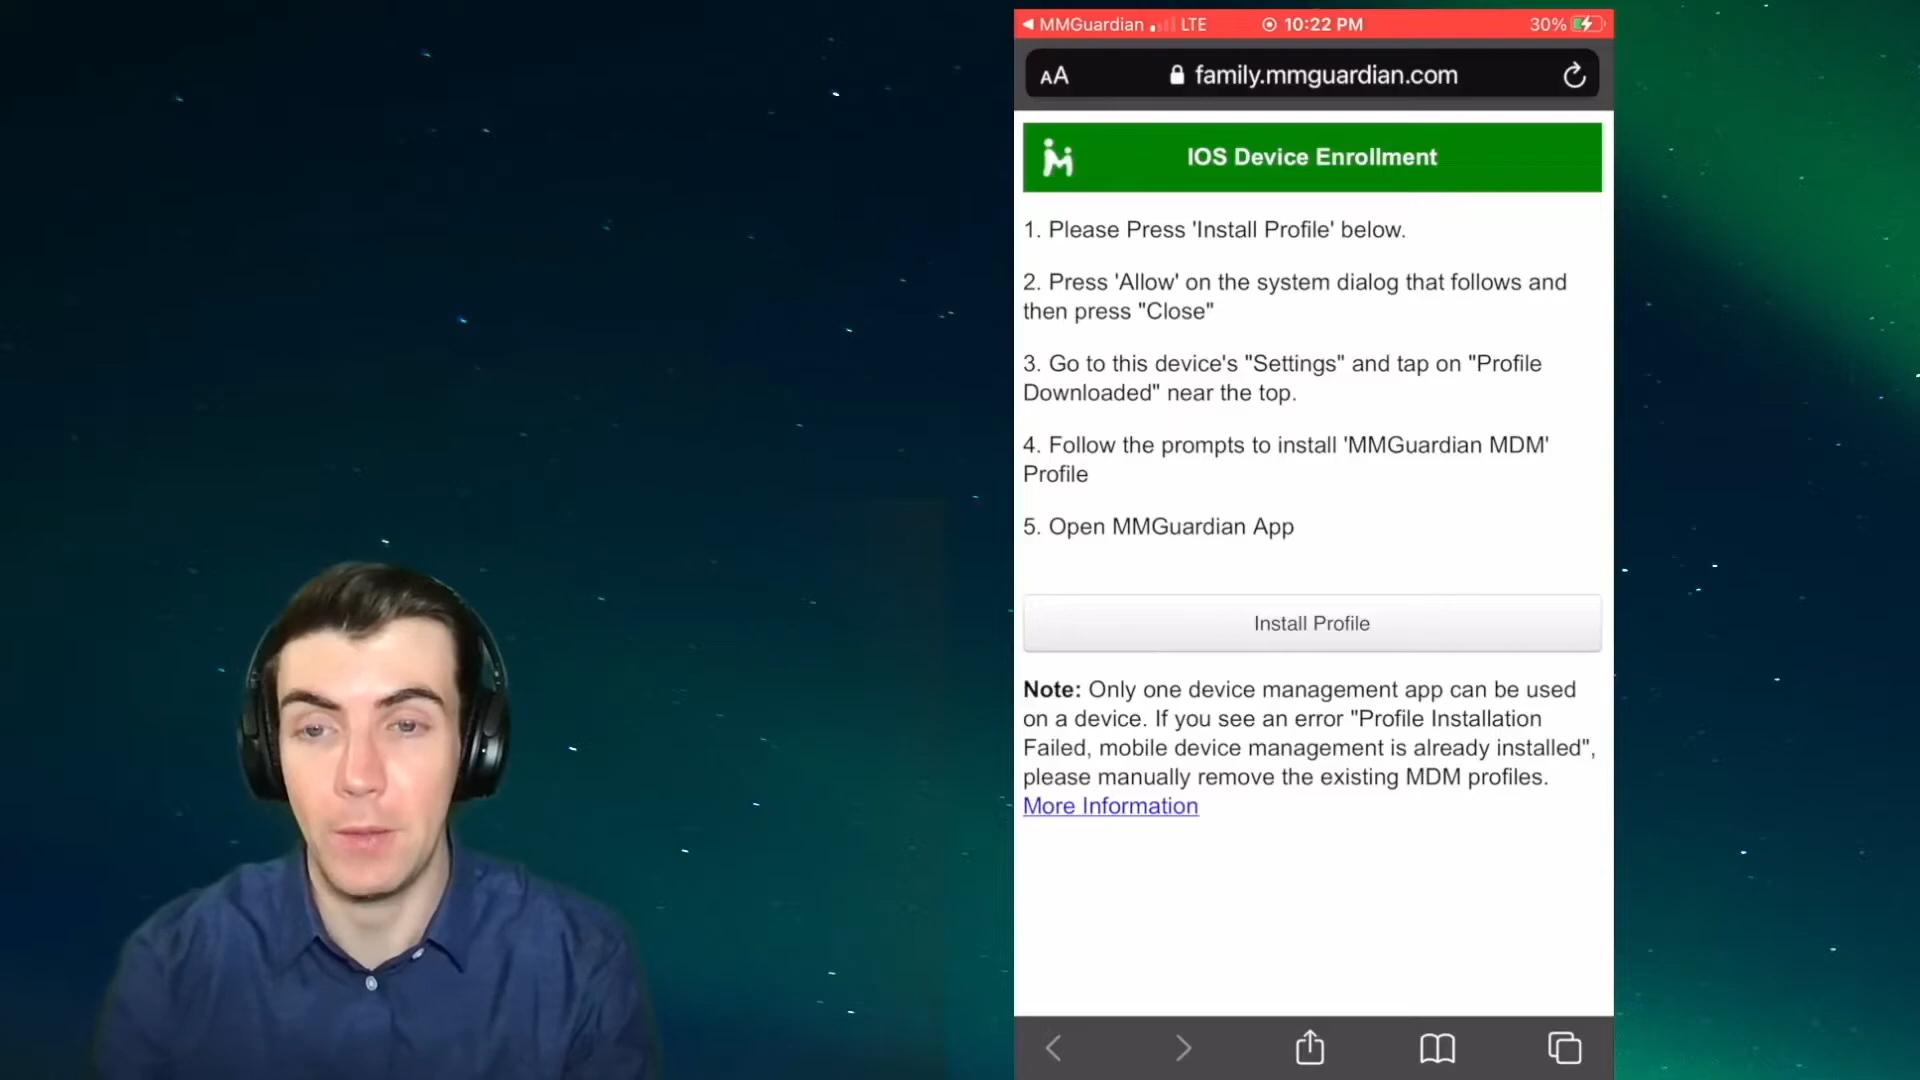 MMGuardian LTE 10:22 PM 30%
AA family.mmguardian.com
IOS Device Enrollment
1. Please Press 'Install Profile' below.
2. Press 'Allow' on the system dialog that follows and
then press "Close"
3. Go to this device's "Settings" and tap on "Profile
Downloaded" near the top.
4. Follow the prompts to install 'MMGuardian MDM'
Profile
5. Open MMGuardian App
Install Profile
Note: Only one device management app can be used
on a device. If you see an error "Profile Installation
Failed, mobile device management is already installed",
please manually remove the existing MDM profiles.
More Information